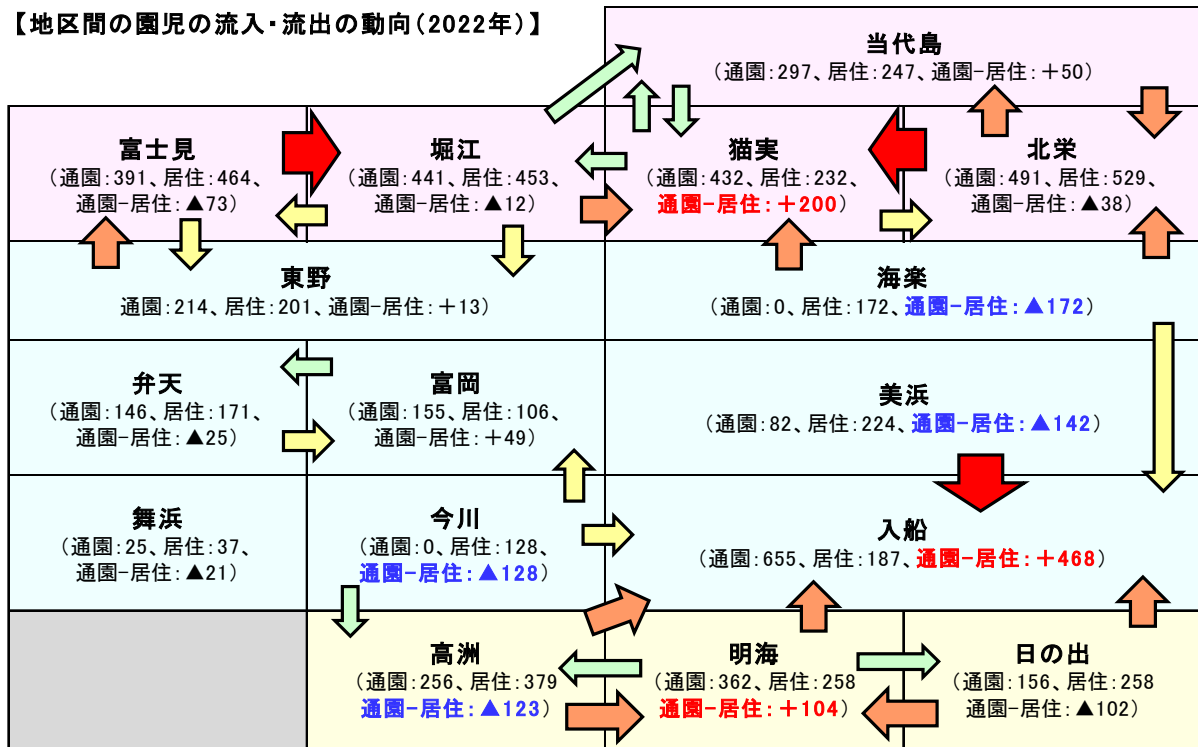 【地区間の園児の流入・流出の動向(2022年)】
当代島
(通園:297、居住:247、通園-居住:+50)
富士見
(通園:391、居住:464、
通園-居住:▲73)
堀江
(通園:441、居住:453、
通園-居住:▲12)
猫実
(通園:432、居住:232、
通園-居住:+200)
北栄
(通園:491、居住:529、
通園-居住:▲38)
東野
通園:214、居住:201、通園-居住:+13)
海楽
(通園:0、居住:172、通園-居住:▲172)
弁天
(通園:146、居住:171、
通園-居住:▲25)
富岡
(通園:155、居住:106、
通園-居住:+49)
美浜
(通園:82、居住:224、通園-居住:▲142)
舞浜
(通園:25、居住:37、
通園-居住:▲21)
今川
(通園:0、居住:128、
通園-居住:▲128)
入船
(通園:655、居住:187、通園-居住:+468)
高洲
(通園:256、居住:379
通園-居住:▲123)
明海
(通園:362、居住:258
通園-居住:+104)
日の出
(通園:156、居住:258
通園-居住:▲102)